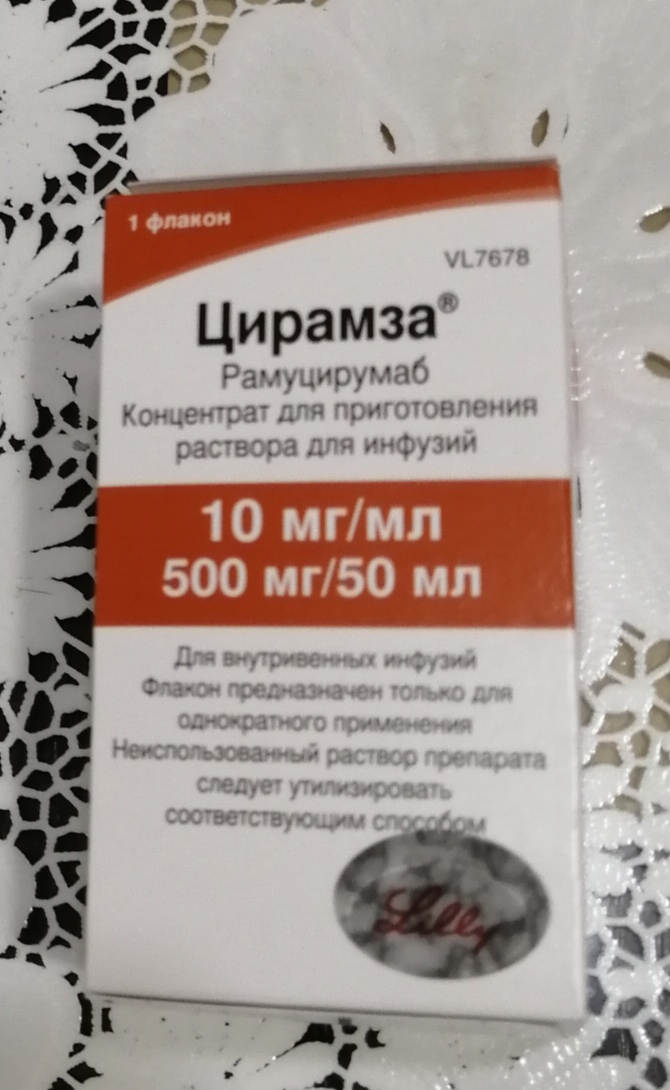 1 флакон
VL7678
Цирамза®
Рамуцирумаб
Концентрат для приготовления
раствора для инфузий
10 мг/мл
500 мг/50 мл
Для внутривенных инфузий
Флакон предназначен только для
однократного применения
Неиспользованный раствор препарата
следует утилизировать
соответствующим способом
Lilly